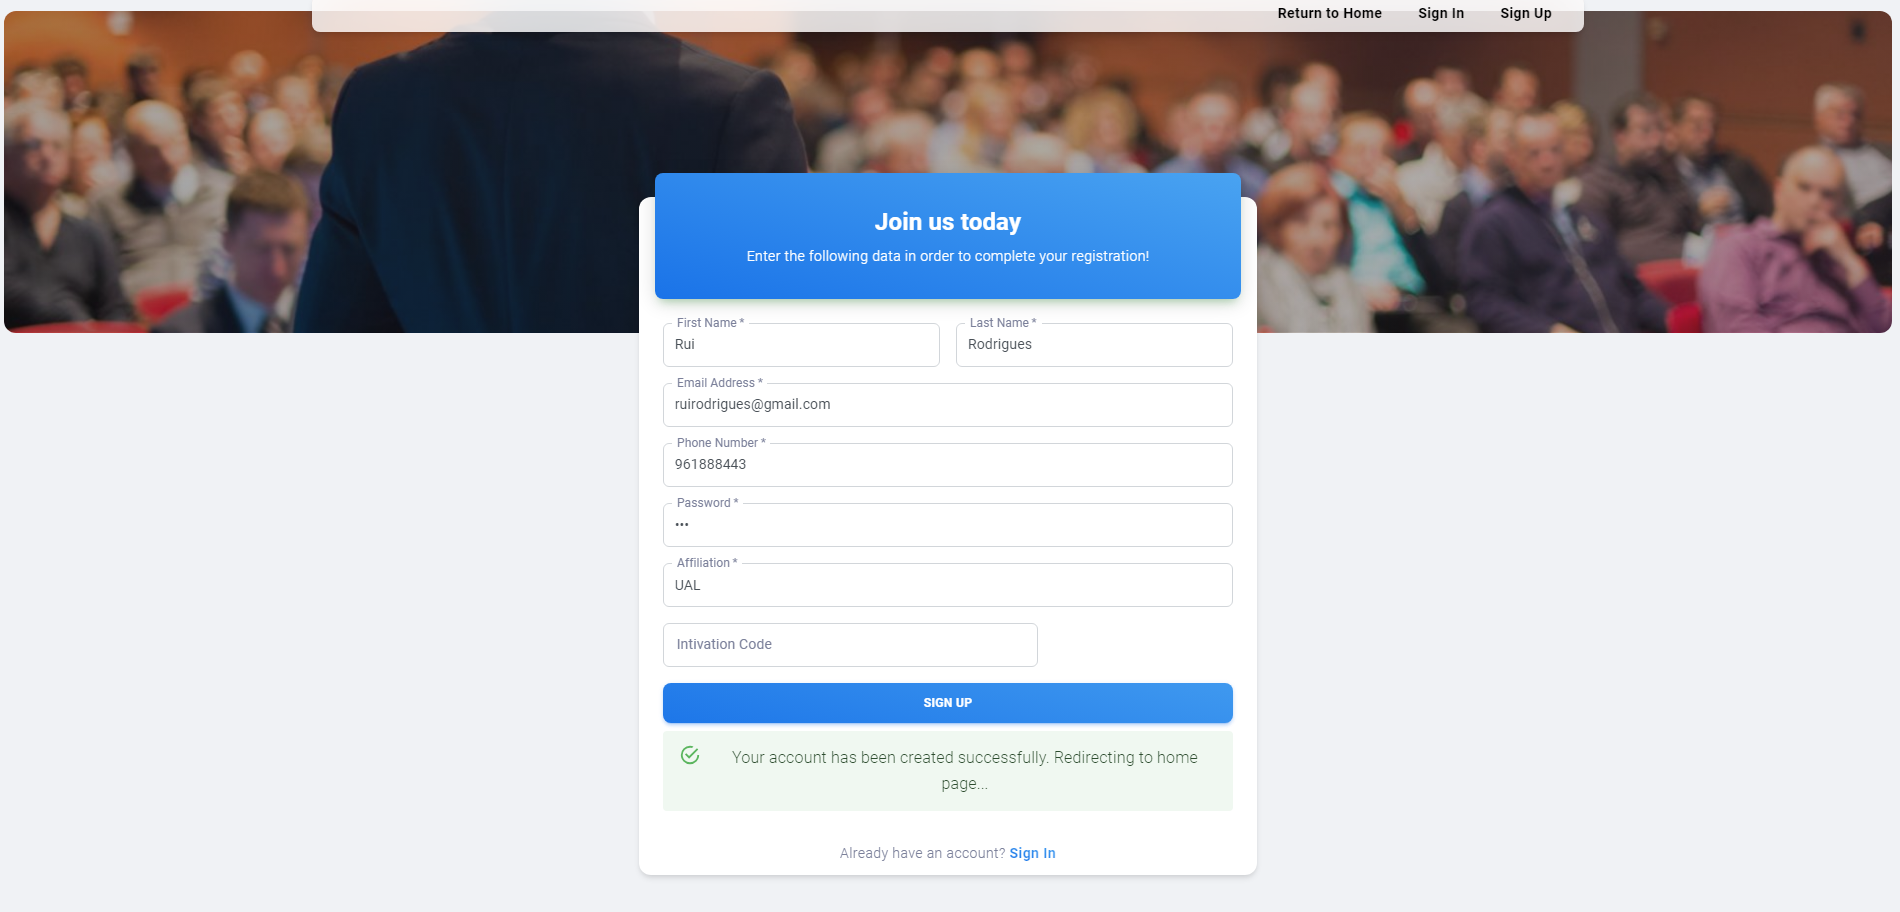 Return to Home Sign In Sign Up
Join us today
Enter the following data in order to complete your registration!
First Name * Last Name *
Rui Rodrigues
Email Address *
ruirodrigues@gmail.com
Phone Number *
961888443
Password *
•••
Affiliation *
UAL
Intivation Code
SIGN UP
Your account has been created successfully. Redirecting to home
page...
Already have an account? Sign In